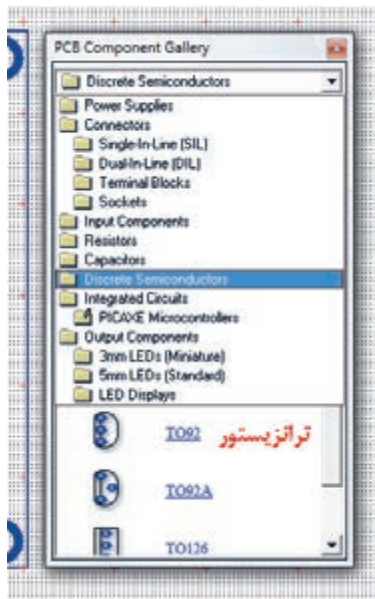 PCB Component Gallery
Discrete Semiconductors
Power Supplies
Connectors
Single-In-Line (SIL)
Dual-In-Line (DIL)
Terminal Blocks
Sockets
Input Components
Resistors
Capacitors
Discrete Semiconductors
Integrated Circuits
PICAXE Microcontrollers
Output Components
3mm LEDs (Miniature)
5mm LEDs (Standard)
LED Displays
TO92 ترانزیستور
TO92A
TO126